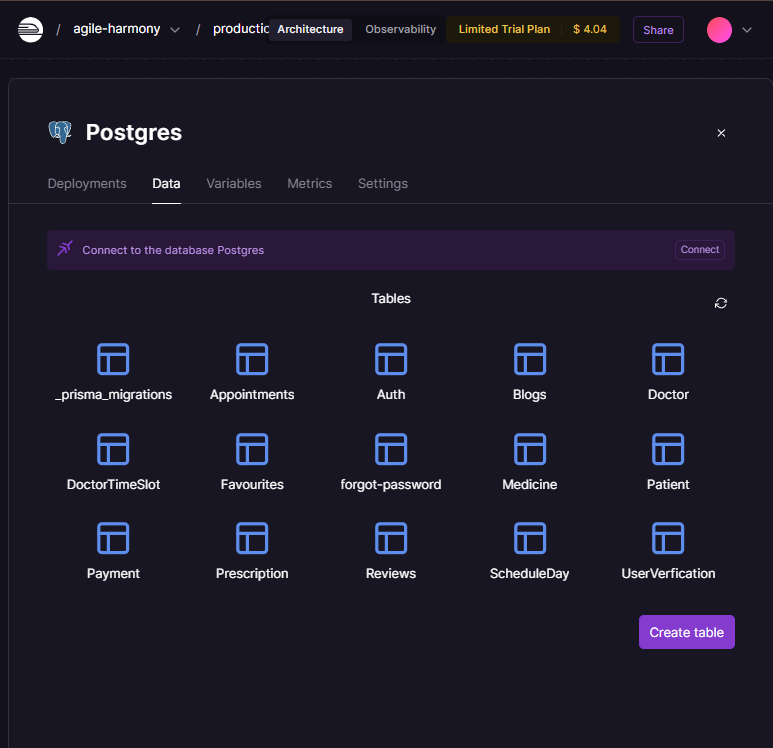 / agile-harmony / productio Architecture Observability Limited Trial Plan $ 4.04 Share
Postgres
Deployments Data Variables Metrics Settings
Connect to the database Postgres Connect
Tables
_prisma_migrations Appointments Auth Blogs Doctor
DoctorTimeSlot Favourites forgot-password Medicine Patient
Payment Prescription Reviews ScheduleDay UserVerfication
Create table